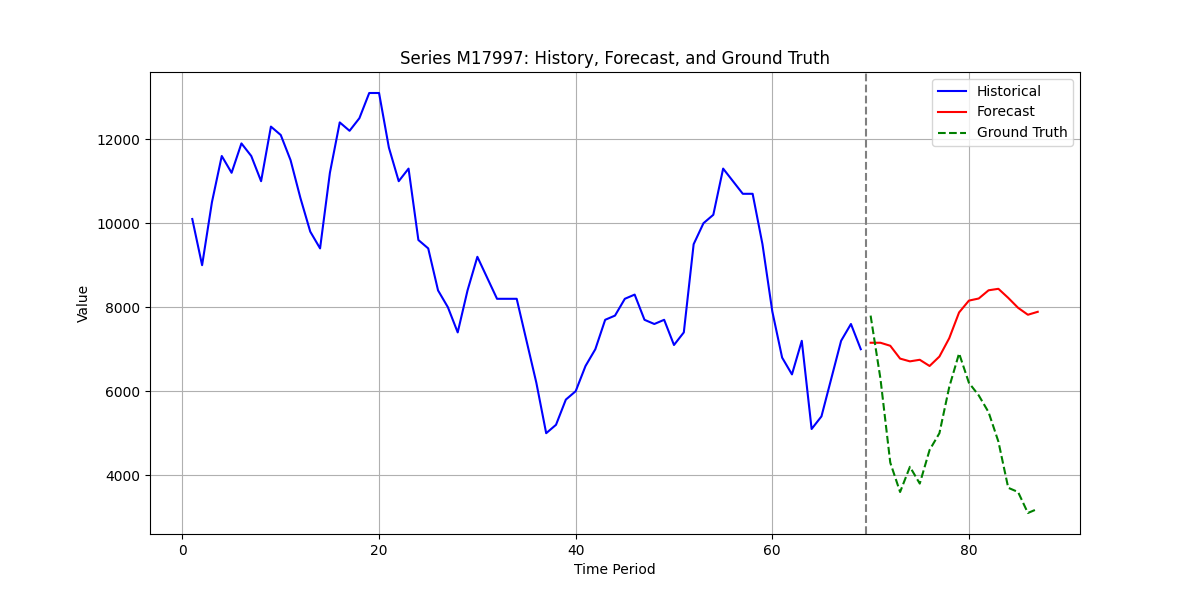 Series M17997: History, Forecast, and Ground Truth
Historical
Forecast
Ground Truth
12000
10000
8000
6000
4000
Value
0 20 40 60 80
Time Period